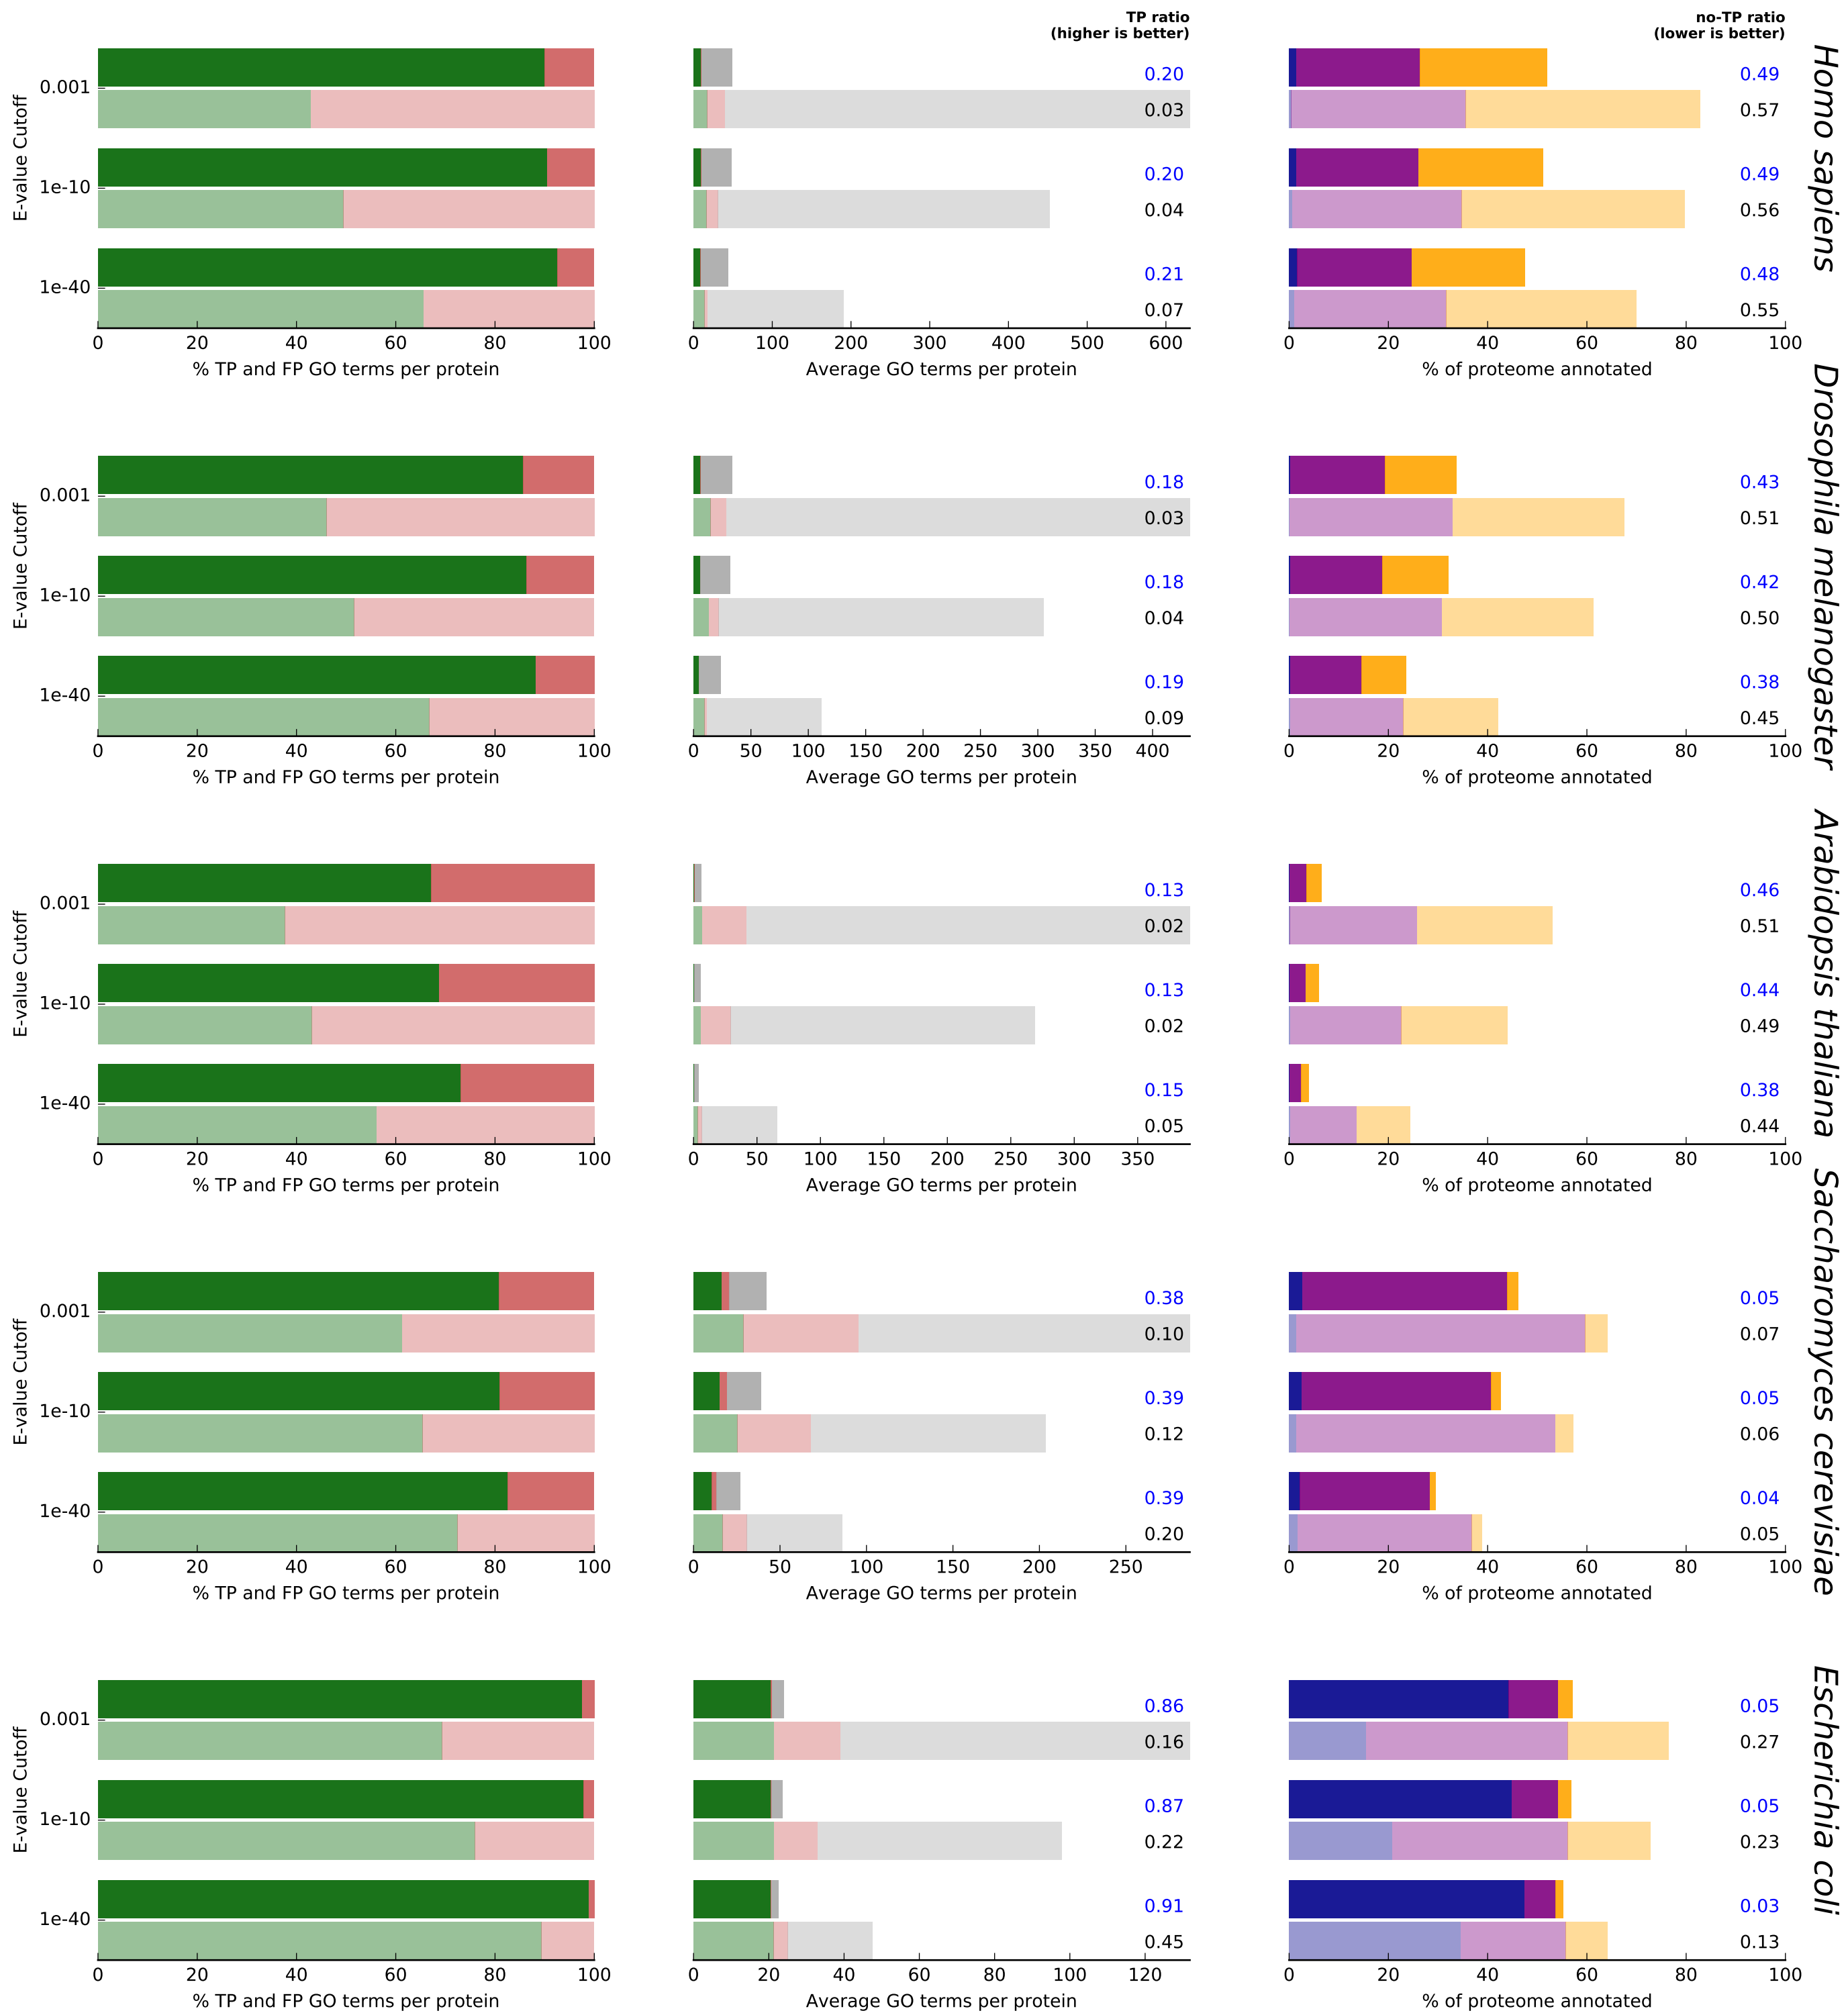 TP ratio
(higher is better)
no-TP ratio
(lower is better)
Homo sapiens
E-value Cutoff
0.001
1e-10
1e-40
0 20 40 60 80 100
% TP and FP GO terms per protein
0.20
0.03
0.20
0.04
0.21
0.07
0 100 200 300 400 500 600
Average GO terms per protein
0.49
0.57
0.49
0.56
0.48
0.55
0 20 40 60 80 100
% of proteome annotated
Drosophila melanogaster
E-value Cutoff
0.001
1e-10
1e-40
0 20 40 60 80 100
% TP and FP GO terms per protein
0.18
0.03
0.18
0.04
0.19
0.09
0 50 100 150 200 250 300 350 400
Average GO terms per protein
0.43
0.51
0.42
0.50
0.38
0.45
0 20 40 60 80 100
% of proteome annotated
Arabidopsis thaliana
E-value Cutoff
0.001
1e-10
1e-40
0 20 40 60 80 100
% TP and FP GO terms per protein
0.13
0.02
0.13
0.02
0.15
0.05
0 50 100 150 200 250 300 350
Average GO terms per protein
0.46
0.51
0.44
0.49
0.38
0.44
0 20 40 60 80 100
% of proteome annotated
Saccharomyces cerevisiae
E-value Cutoff
0.001
1e-10
1e-40
0 20 40 60 80 100
% TP and FP GO terms per protein
0.38
0.10
0.39
0.12
0.39
0.20
0 50 100 150 200 250
Average GO terms per protein
0.05
0.07
0.05
0.06
0.04
0.05
0 20 40 60 80 100
% of proteome annotated
Escherichia coli
E-value Cutoff
0.001
1e-10
1e-40
0 20 40 60 80 100
% TP and FP GO terms per protein
0.86
0.16
0.87
0.22
0.91
0.45
0 20 40 60 80 100 120
Average GO terms per protein
0.05
0.27
0.05
0.23
0.03
0.13
0 20 40 60 80 100
% of proteome annotated